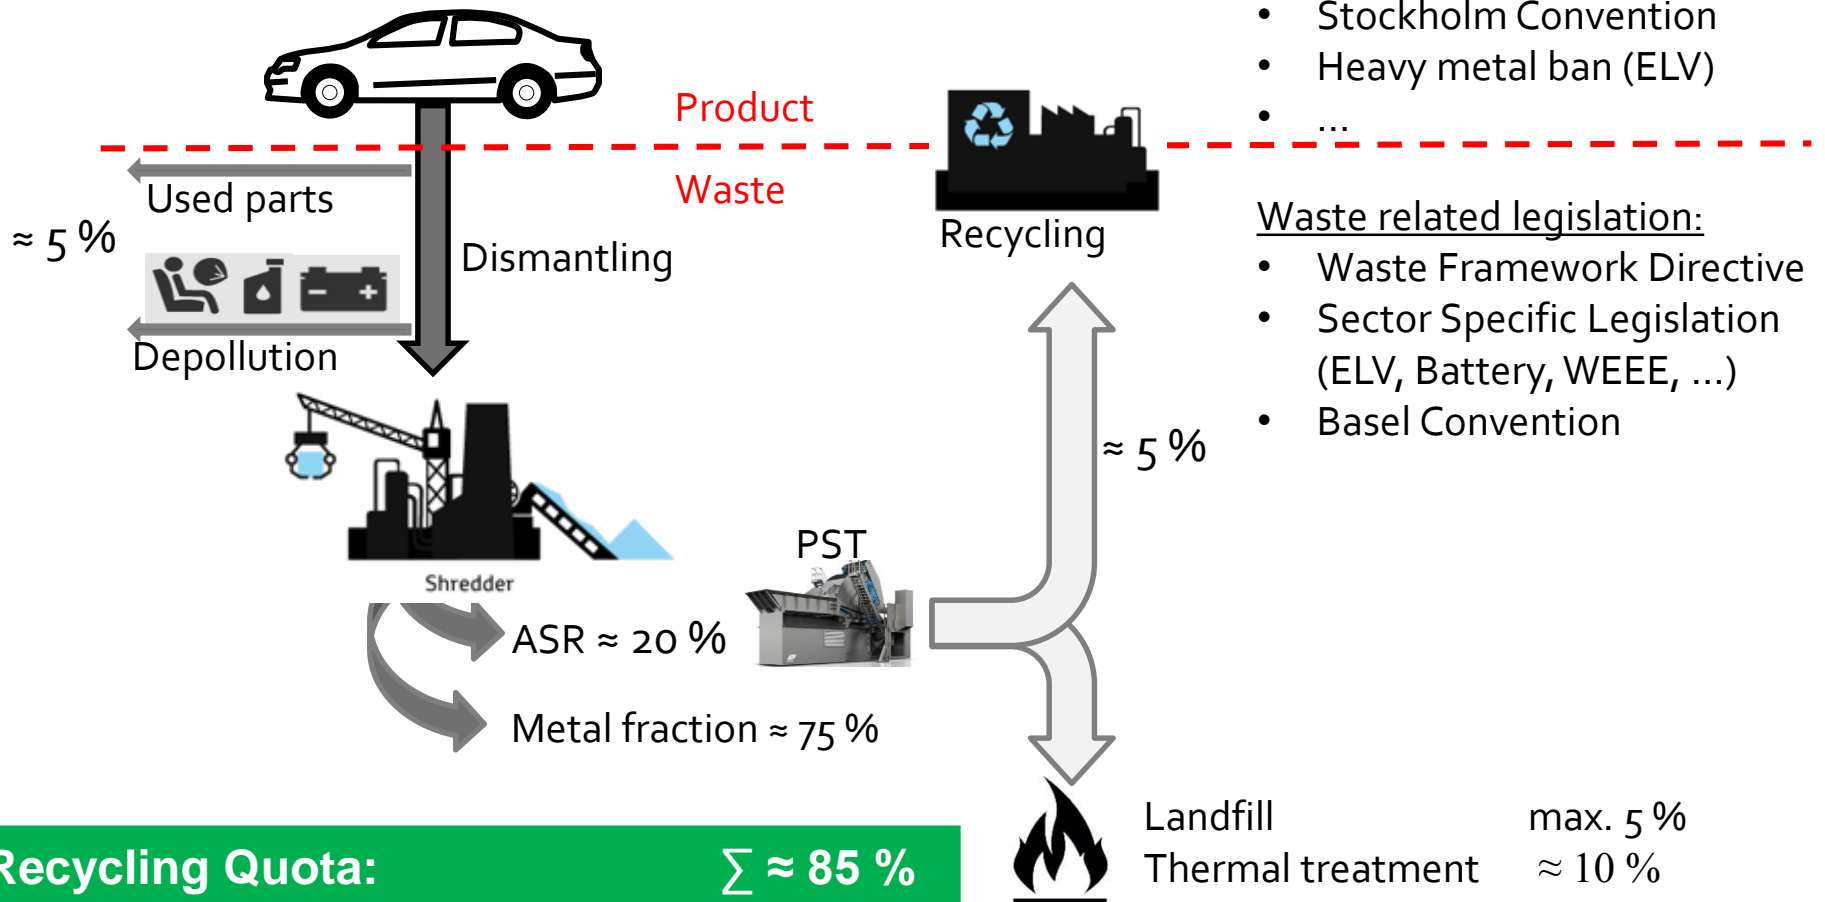 • Stockholm Convention
• Heavy metal ban (ELV)
• ...
Product
Waste
Used parts
≈ 5 %
Dismantling
Depollution
Recycling
Waste related legislation:
• Waste Framework Directive
• Sector Specific Legislation
(ELV, Battery, WEEE, ...)
• Basel Convention
≈ 5 %
Shredder
PST
ASR ≈ 20 %
Metal fraction ≈ 75 %
Landfill max. 5 %
Thermal treatment ≈ 10 %
Recycling Quota: ∑ ≈ 85 %